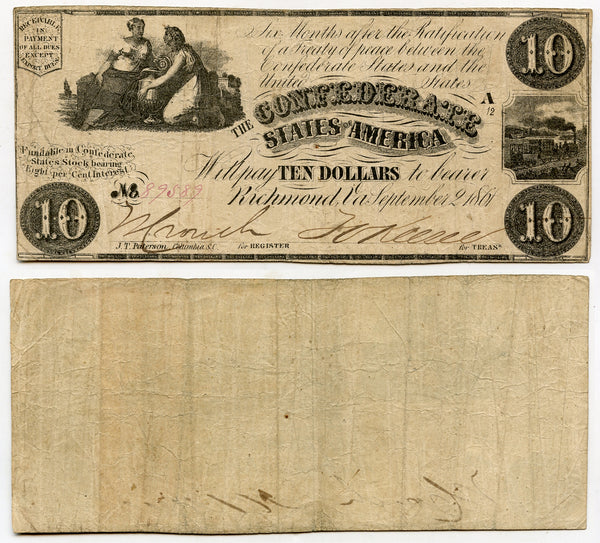 RECEIVABLE
IN
PAYMENT
OF ALL DUES
EXCEPT
EXPORT DUES
Six Months after the Ratification
of a Treaty of peace between the
Confederate States and the
United States
10
A
12
THE CONFEDERATE
STATES OF AMERICA
Fundable in Confederate
States Stock bearing
Eight per Cent Interest
Will pay TEN DOLLARS to bearer
Richmond, Va September 2 1861
No. 89589
10
10
J. T. Paterson, Columbia S.C. for REGISTER for TREASR